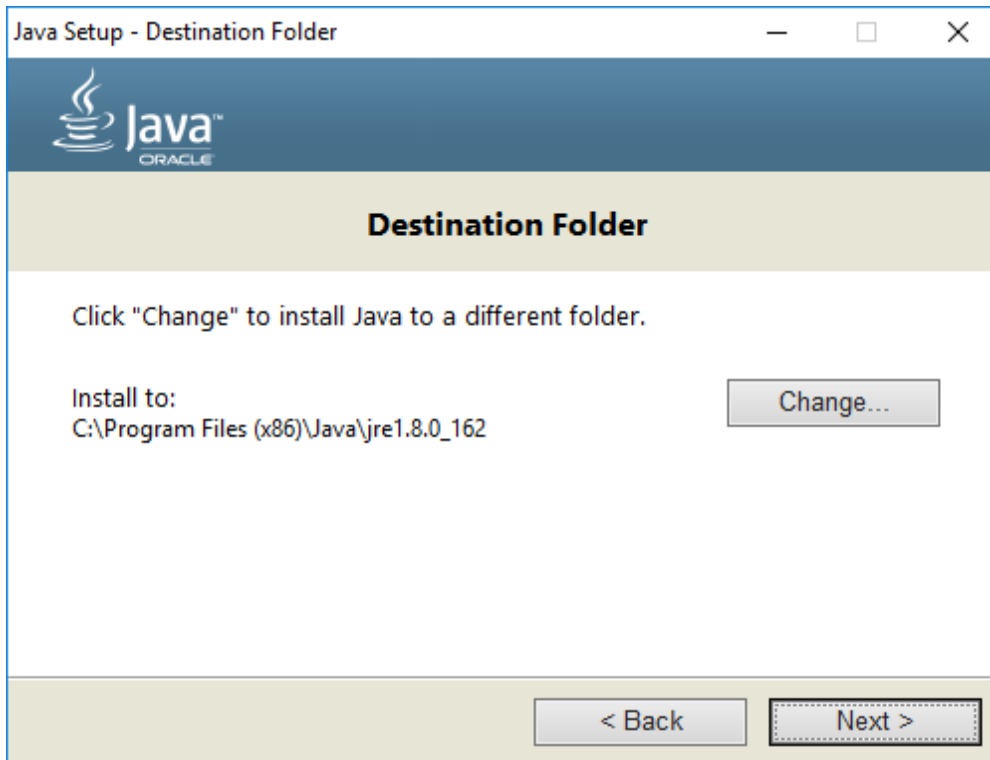 Java Setup - Destination Folder
Java™
ORACLE
Destination Folder
Click "Change" to install Java to a different folder.
Install to:
C:\Program Files (x86)\Java\jre1.8.0_162
Change...
< Back
Next >